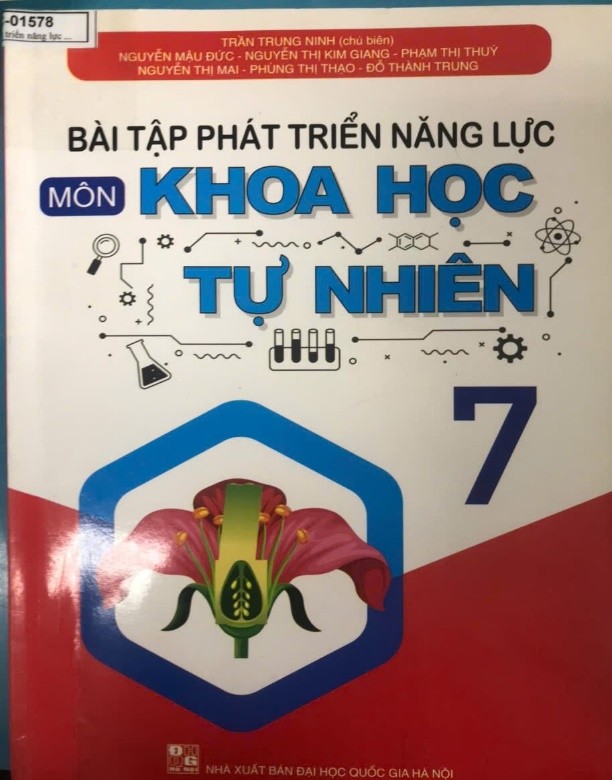 -01578
triển năng lực ...
TRẦN TRUNG NINH (chủ biên)
NGUYỄN MẬU ĐỨC - NGUYỄN THỊ KIM GIANG - PHẠM THỊ THUÝ
NGUYỄN THỊ MAI - PHÙNG THỊ THẠO - ĐỖ THÀNH TRUNG
BÀI TẬP PHÁT TRIỂN NĂNG LỰC
MÔN KHOA HỌC
TỰ NHIÊN
7
NHÀ XUẤT BẢN ĐẠI HỌC QUỐC GIA HÀ NỘI